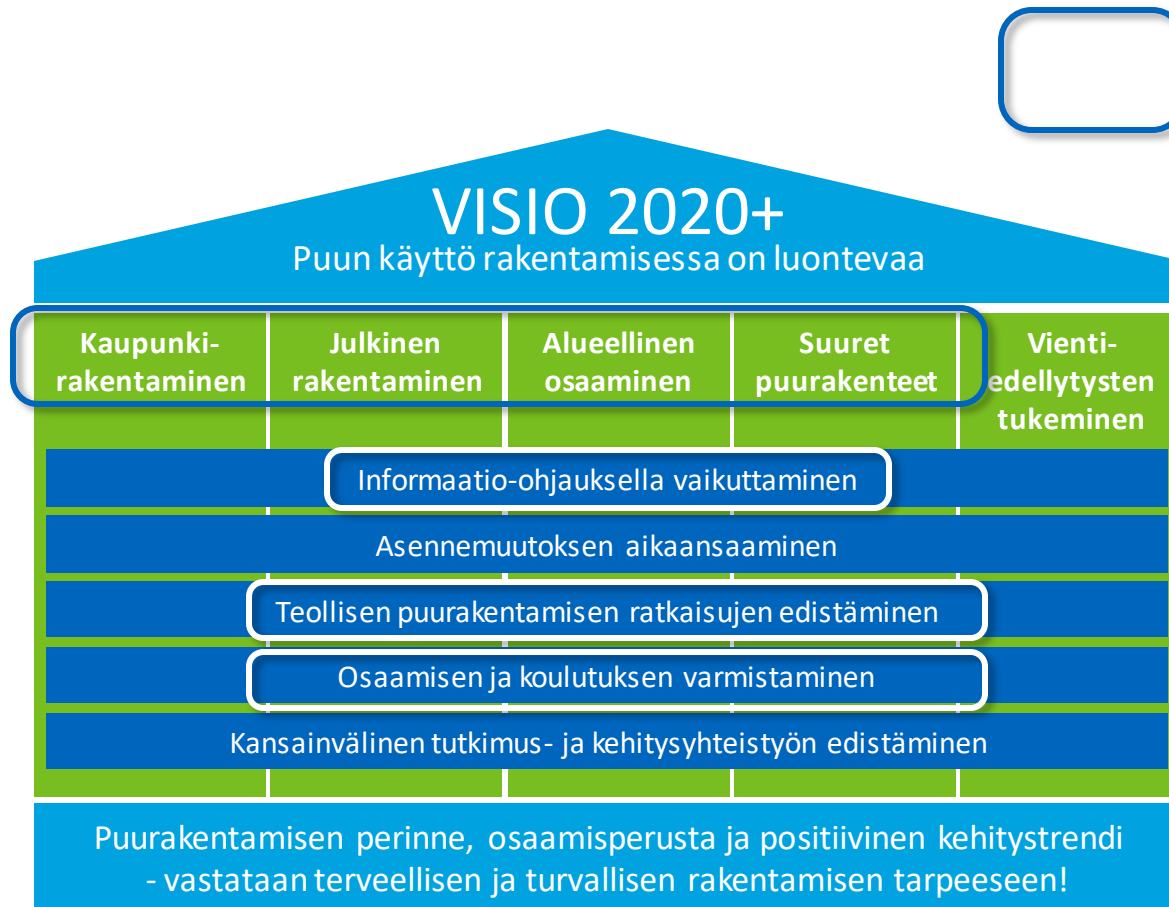 VISIO 2020+
Puun käyttö rakentamisessa on luontevaa
Kaupunki-
rakentaminen
Julkinen
rakentaminen
Alueellinen
osaaminen
Suuret
puurakenteet
Vienti-
edellytysten
tukeminen
Informaatio-ohjauksella vaikuttaminen
Asennemuutoksen aikaansaaminen
Teollisen puurakentamisen ratkaisujen edistäminen
Osaamisen ja koulutuksen varmistaminen
Kansainvälinen tutkimus- ja kehitysyhteistyön edistäminen
Puurakentamisen perinne, osaamisperusta ja positiivinen kehitystrendi
- vastataan terveellisen ja turvallisen rakentamisen tarpeeseen!